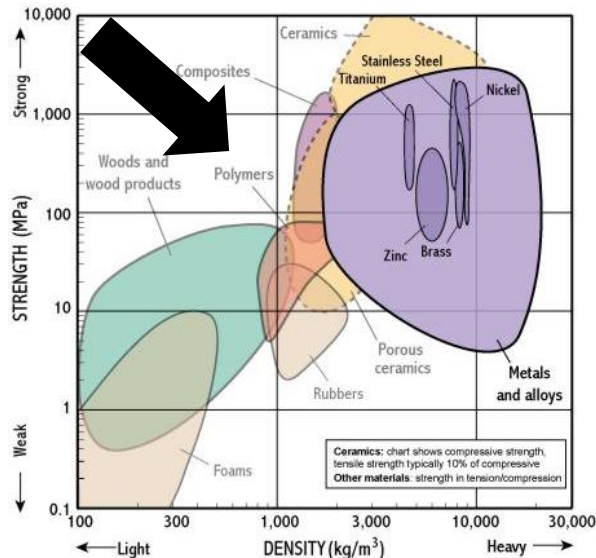 10,000
1,000
100
10
1
0.1
Strong
STRENGTH (MPa)
Weak
Ceramics
Composites
Stainless Steel
Titanium
Nickel
Woods and
wood products
Polymers
Zinc
Brass
Porous
ceramics
Rubbers
Metals
and alloys
Foams
Ceramics: chart shows compressive strength,
tensile strength typically 10% of compressive
Other materials: strength in tension/compression
100
300
1,000
3,000
10,000
30,000
Light
DENSITY (kg/m³)
Heavy